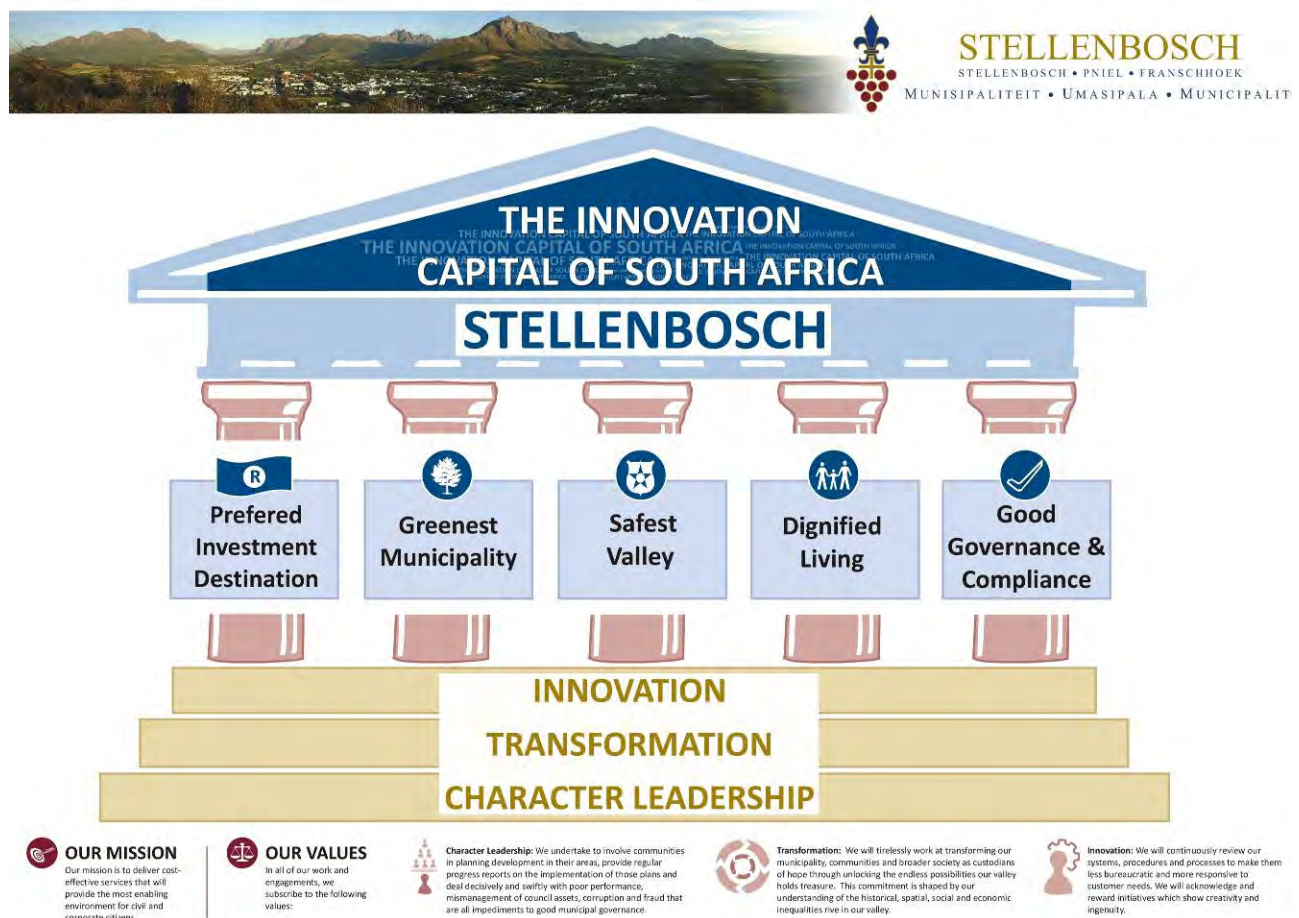 STELLENBOSCH
STELLENBOSCH • PNIEL • FRANSCHHOEK
MUNISIPALITEIT • UMASIPALA • MUNICIPALIT
THE INNOVATION
CAPITAL OF SOUTH AFRICA
THE INNOVATION CAPITAL OF SOUTH AFRICA
STELLENBOSCH
R
Prefered
Investment
Destination
Greenest
Municipality
Safest
Valley
Dignified
Living
Good
Governance &
Compliance
INNOVATION
TRANSFORMATION
CHARACTER LEADERSHIP
OUR MISSION
Our mission is to deliver cost-
effective services that will
provide the most enabling
environment for civil and
corporate citizens
OUR VALUES
In all of our work and
engagements, we
subscribe to the following
values:
Character Leadership: We undertake to involve communities
in planning development in their areas, provide regular
progress reports on the implementation of those plans and
deal decisively and swiftly with poor performance,
mismanagement of council assets, corruption and fraud that
are all impediments to good municipal governance.
Transformation: We will tirelessly work at transforming our
municipality, communities and broader society as custodians
of hope through unlocking the endless possibilities our valley
holds treasure. This commitment is shaped by our
understanding of the historical, spatial, social and economic
inequalities rive in our valley.
Innovation: We will continuously review our
systems, procedures and processes to make them
less bureaucratic and more responsive to
customer needs. We will acknowledge and
reward initiatives which show creativity and
ingenuity.